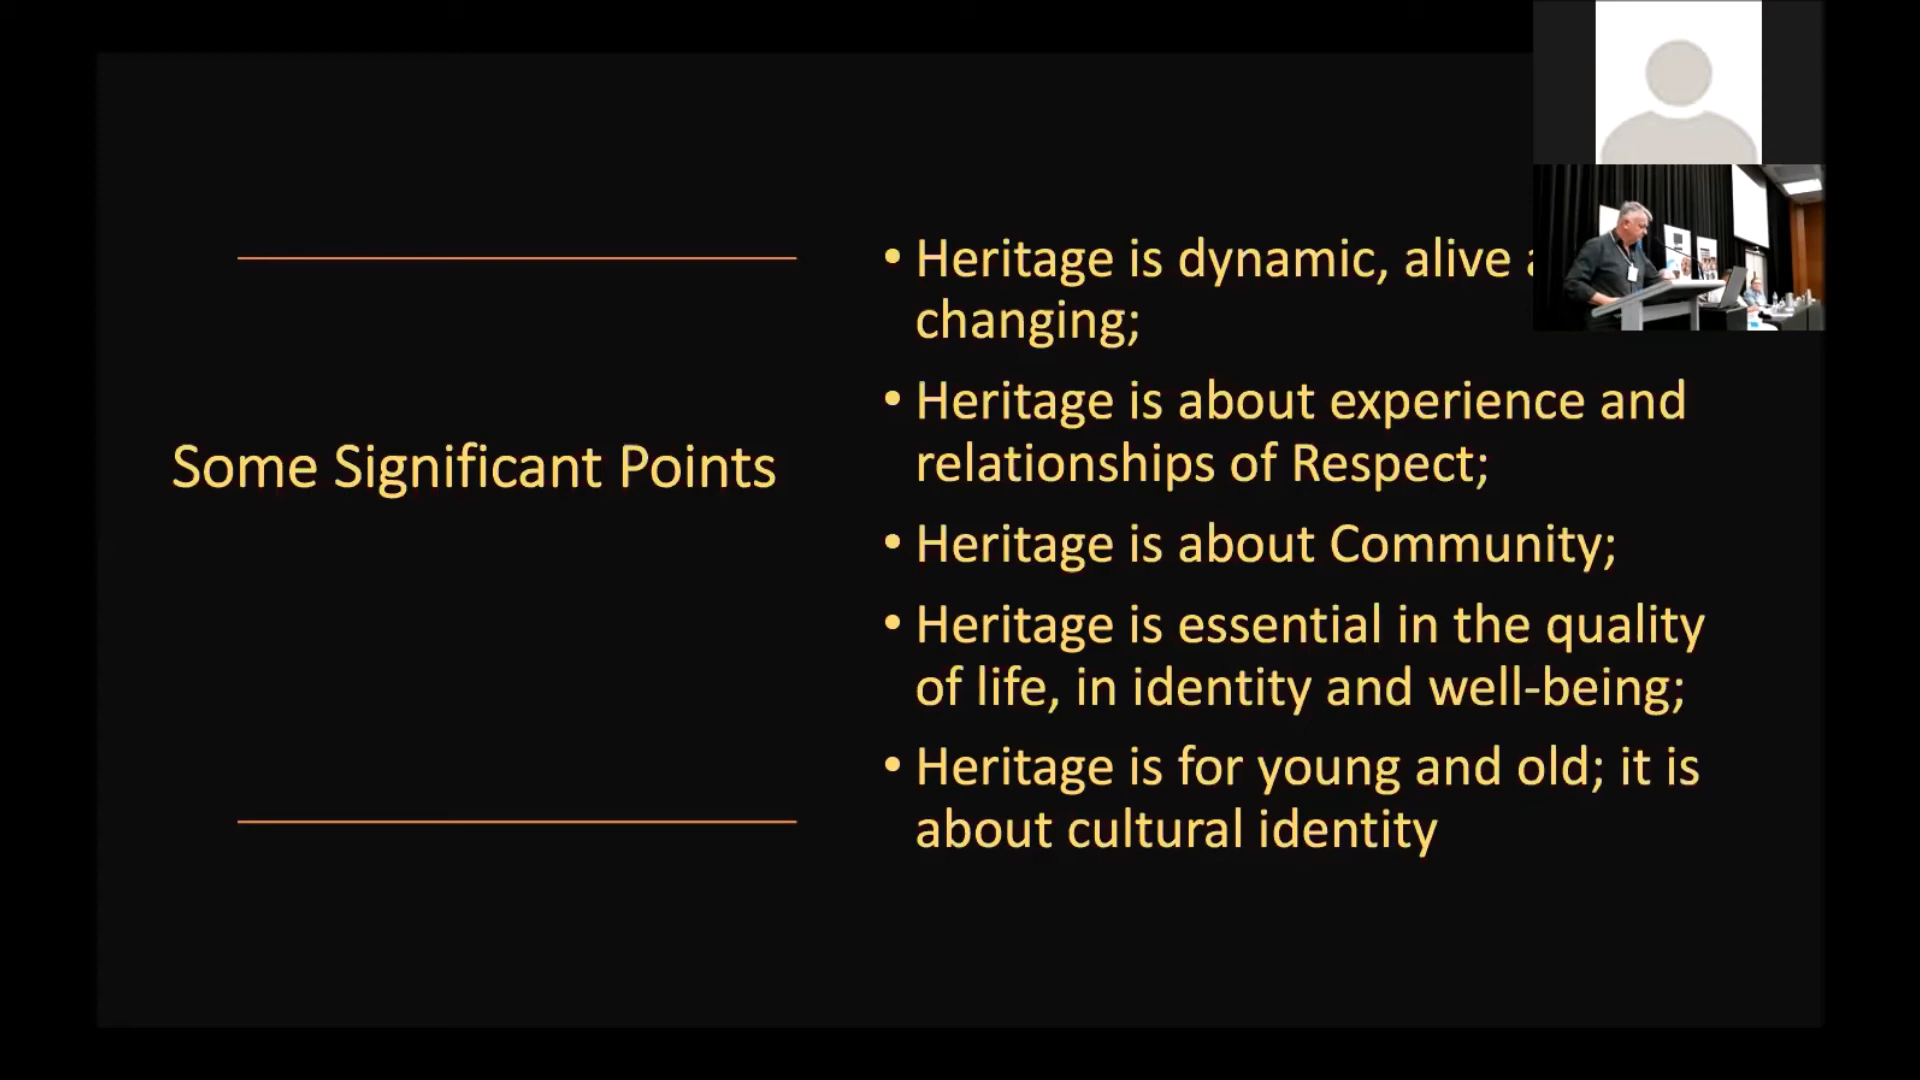 Some Significant Points
• Heritage is dynamic, alive
changing;
• Heritage is about experience and
relationships of Respect;
• Heritage is about Community;
• Heritage is essential in the quality
of life, in identity and well-being;
• Heritage is for young and old; it is
about cultural identity